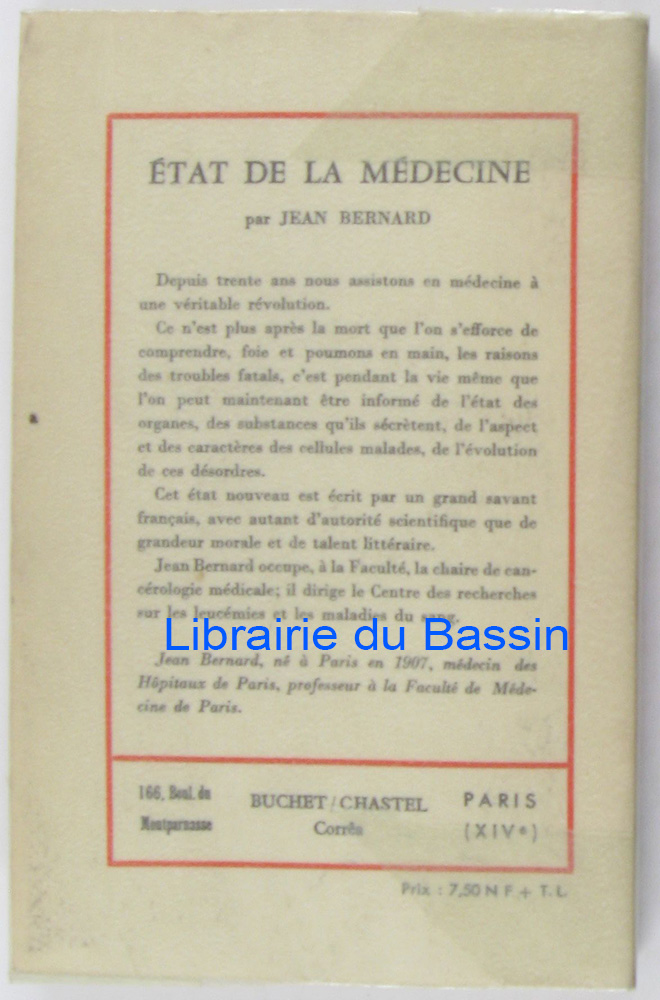 ÉTAT DE LA MÉDECINE
par JEAN BERNARD
Depuis trente ans nous assistons en médecine à
une véritable révolution.
Ce n'est plus après la mort que l'on s'efforce de
comprendre, foie et poumons en main, les raisons
des troubles fatals, c'est pendant la vie même que
l'on peut maintenant être informé de l'état des
organes, des substances qu'ils sécrètent, de l'aspect
et des caractères des cellules malades, de l'évolution
de ces désordres.
Cet état nouveau est écrit par un grand savant
français, avec autant d'autorité scientifique que de
grandeur morale et de talent littéraire.
Jean Bernard occupe, à la Faculté, la chaire de can-
cérologie médicale; il dirige le Centre des recherches
sur les leucémies et les maladies du sang.
Librairie du Bassin
Jean Bernard, né à Paris en 1907, médecin des
Hôpitaux de Paris, professeur à la Faculté de Méde-
cine de Paris.
166, Boul. du
Montparnasse
BUCHET/CHASTEL
Corrêa
PARIS
(XIVe)
Prix : 7,50 N F + T. L.